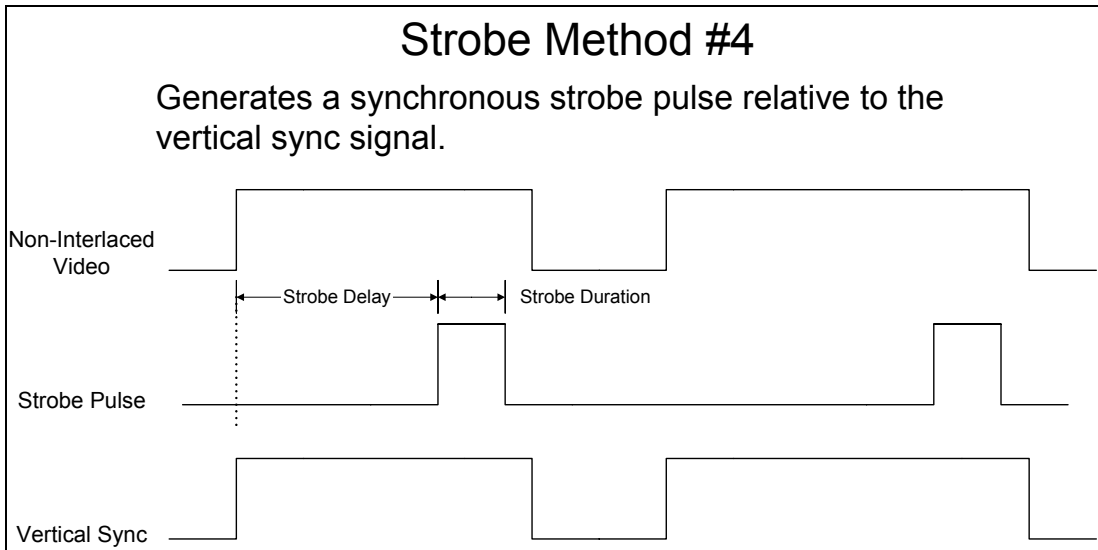 Strobe Method #4
Generates a synchronous strobe pulse relative to the
vertical sync signal.
Non-Interlaced
Video
Strobe Delay
Strobe Duration
Strobe Pulse
Vertical Sync